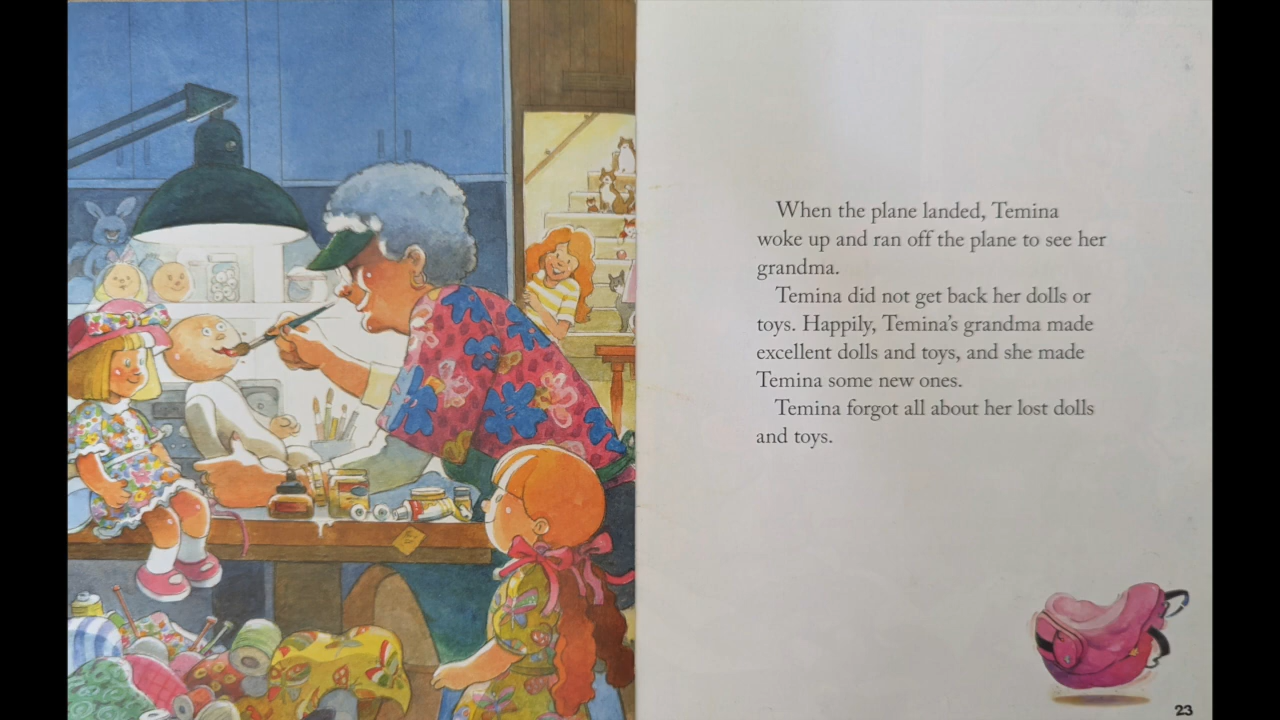 When the plane landed, Temina
woke up and ran off the plane to see her
grandma.
Temina did not get back her dolls or
toys. Happily, Temina’s grandma made
excellent dolls and toys, and she made
Temina some new ones.
Temina forgot all about her lost dolls
and toys.
23